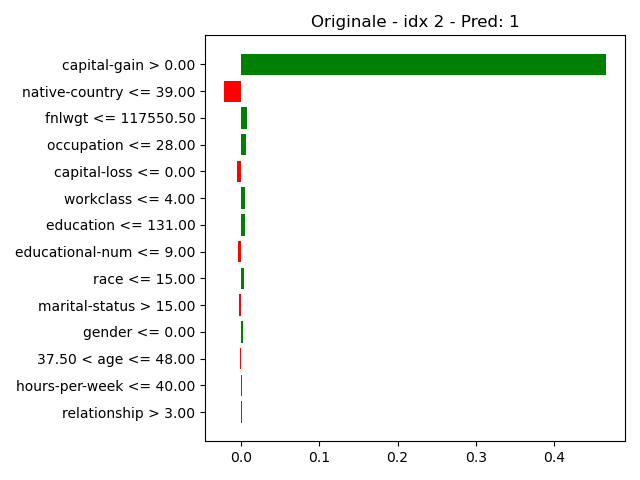 Originale - idx 2 - Pred: 1
capital-gain > 0.00
native-country <= 39.00
fnlwgt <= 117550.50
occupation <= 28.00
capital-loss <= 0.00
workclass <= 4.00
education <= 131.00
educational-num <= 9.00
race <= 15.00
marital-status > 15.00
gender <= 0.00
37.50 < age <= 48.00
hours-per-week <= 40.00
relationship > 3.00
0.0 0.1 0.2 0.3 0.4